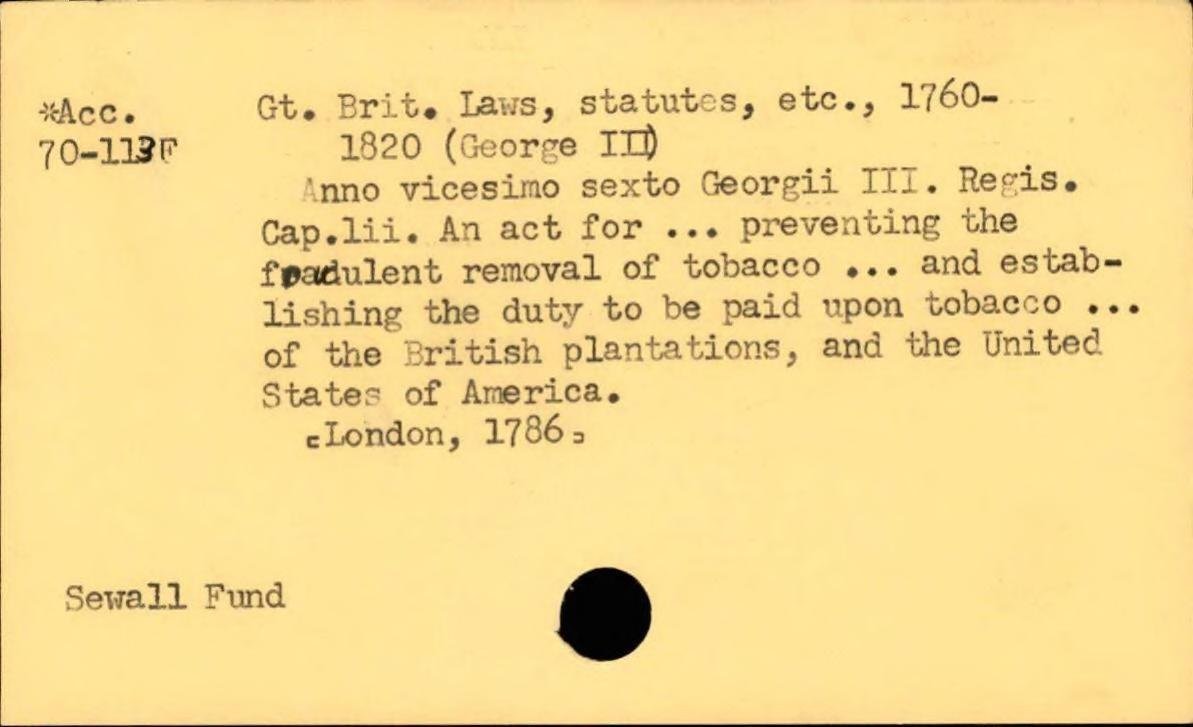 *Acc. Gt. Brit. Laws, statutes, etc., 1760-
70-113F 1820 (George III)
Anno vicesimo sexto Georgii III. Regis.
Cap.lii. An act for ... preventing the
fraudulent removal of tobacco ... and estab-
lishing the duty to be paid upon tobacco ...
of the British plantations, and the United
States of America.
[London, 1786]
Sewall Fund